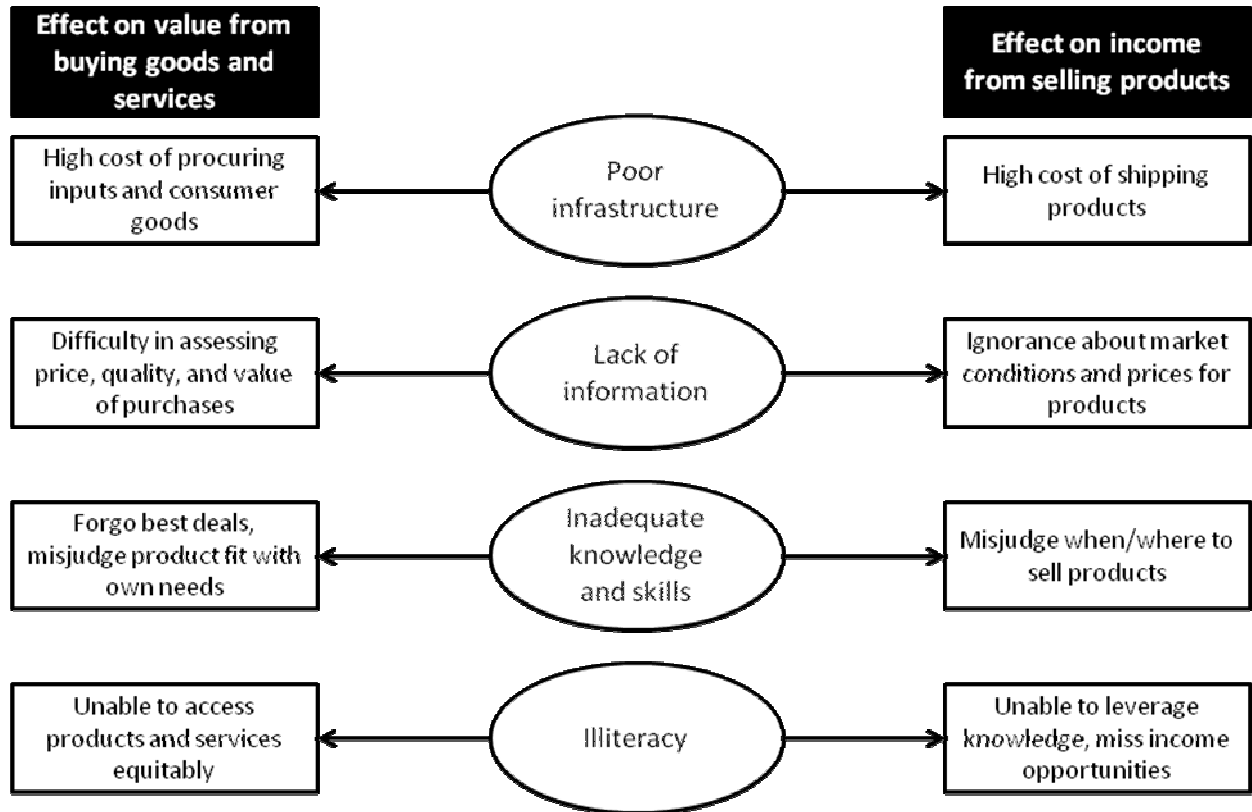 Effect on value from
buying goods and
services
Effect on income
from selling products
High cost of procuring
inputs and consumer
goods
Poor
infrastructure
High cost of shipping
products
Difficulty in assessing
price, quality, and value
of purchases
Lack of
information
Ignorance about market
conditions and prices for
products
Forgo best deals,
misjudge product fit with
own needs
Inadequate
knowledge
and skills
Misjudge when/where to
sell products
Unable to access
products and services
equitably
Illiteracy
Unable to leverage
knowledge, miss income
opportunities